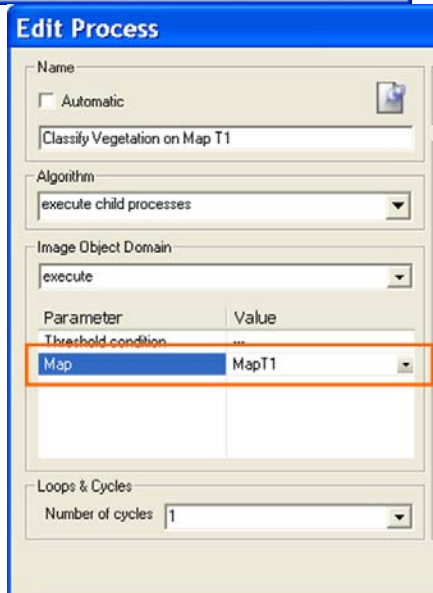 Edit Process
Name
Automatic
Classify Vegetation on Map T1
Algorithm
execute child processes
Image Object Domain
execute
Parameter Value
Threshold condition ---
Map MapT1
Loops & Cycles
Number of cycles 1